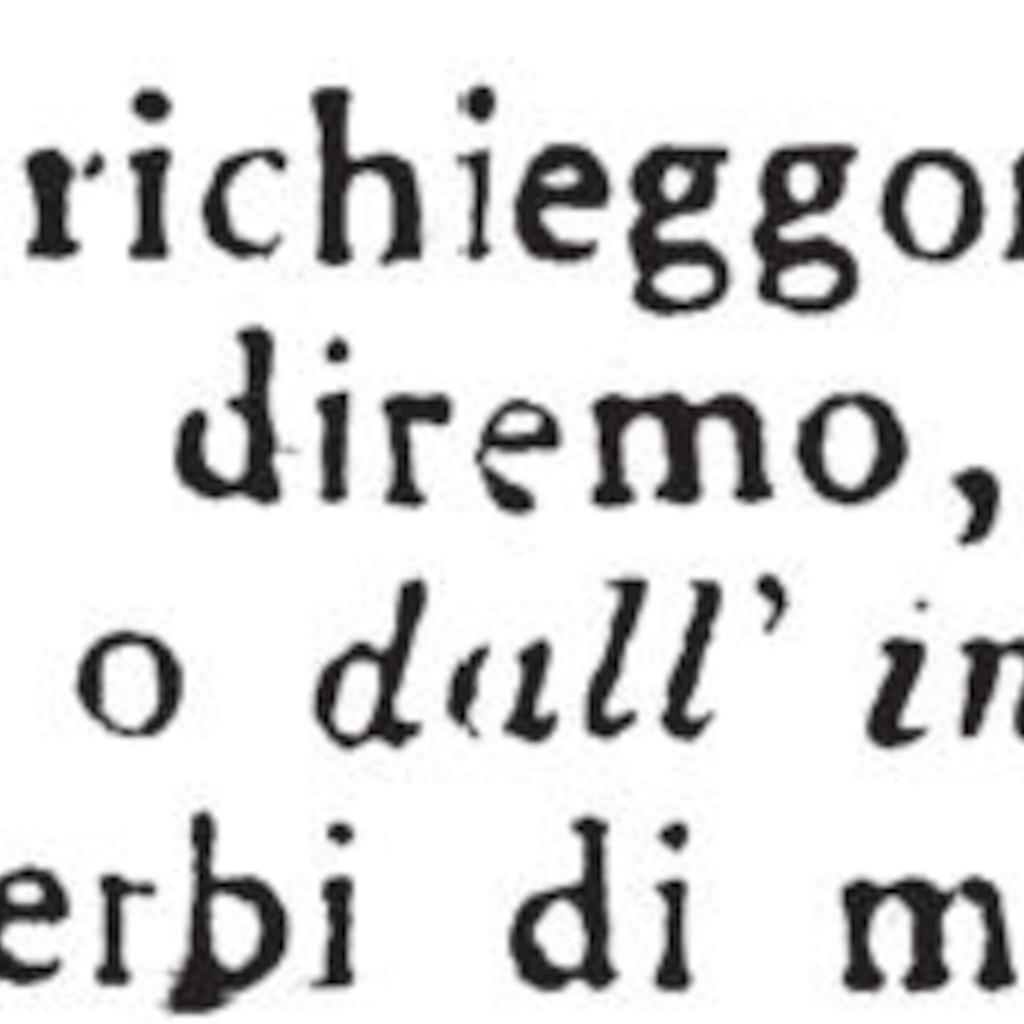 richieggon
diremo,
o dall' in
erbi di m